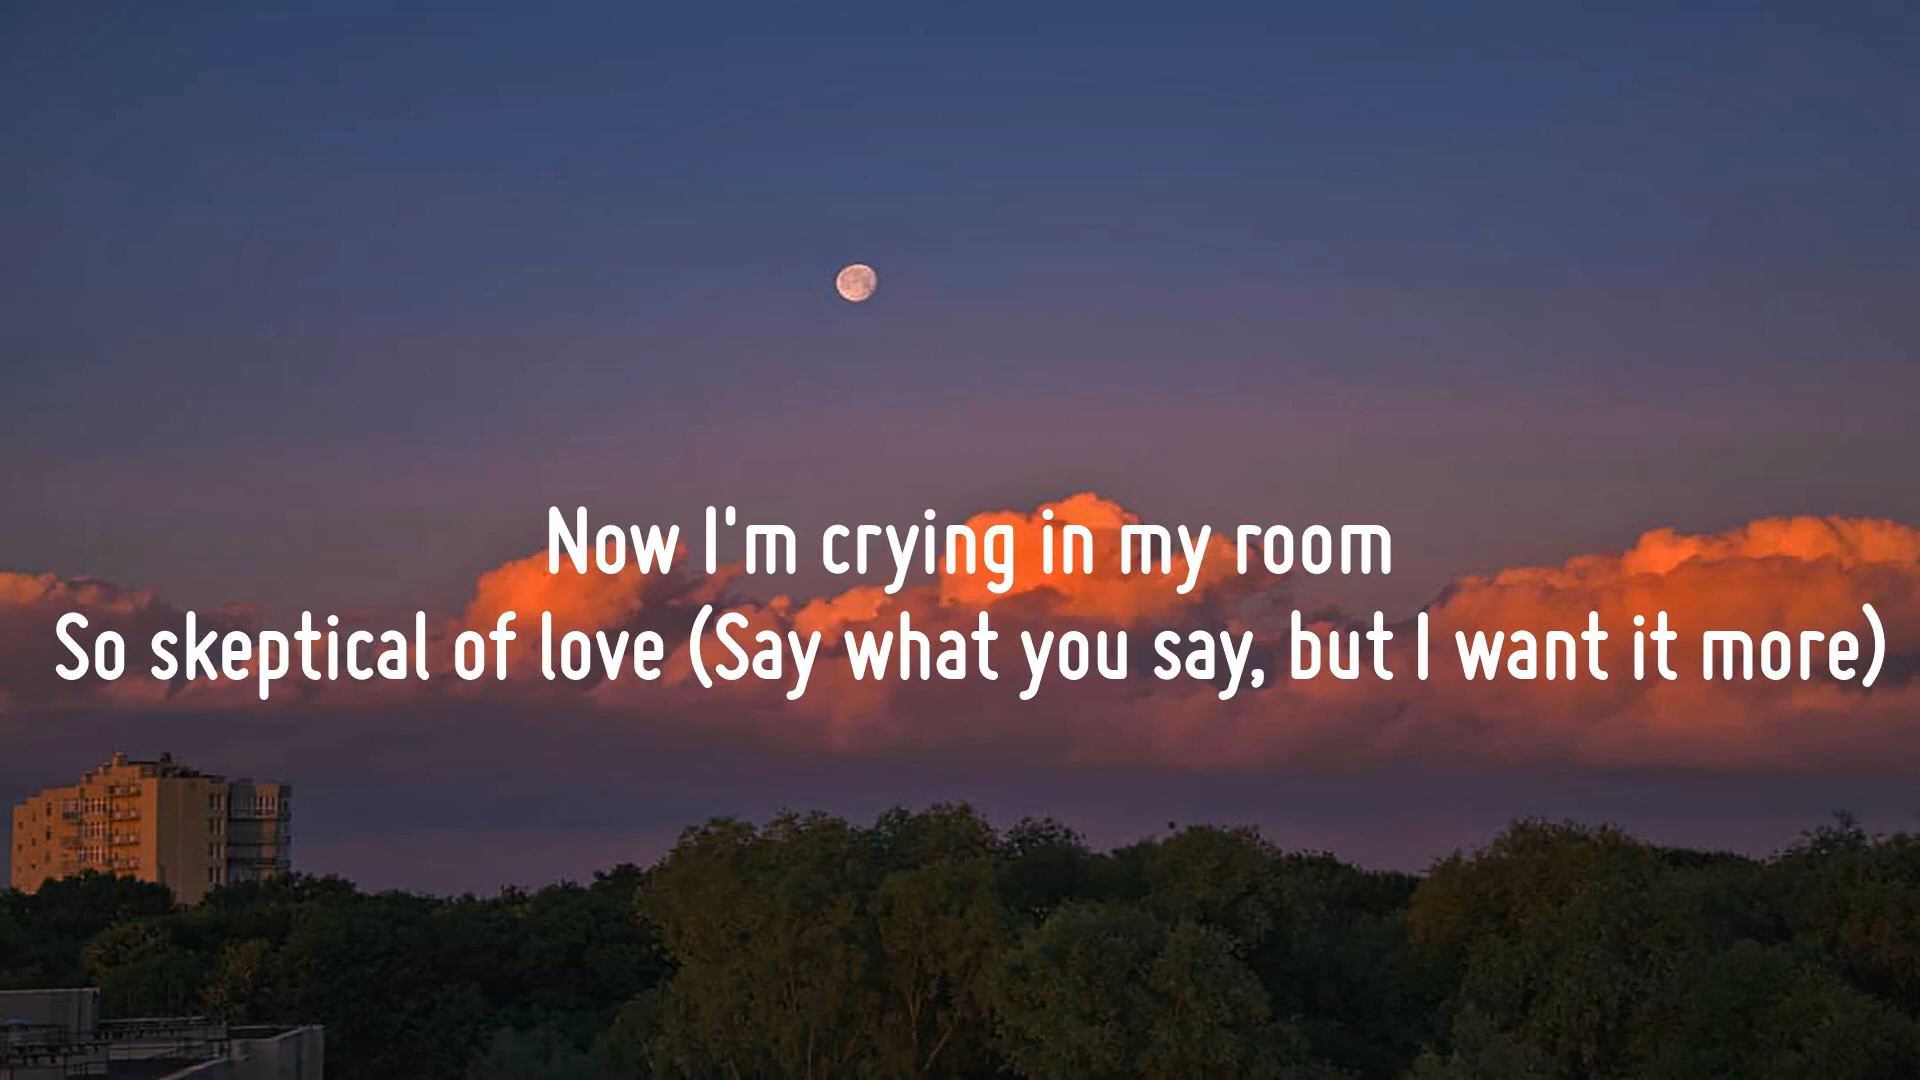 Now I'm crying in my room
So skeptical of love (Say what you say, but I want it more)